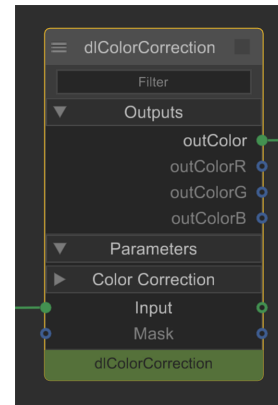 dlColorCorrection
Filter
Outputs
outColor
outColorR
outColorG
outColorB
Parameters
Color Correction
Input
Mask
dlColorCorrection